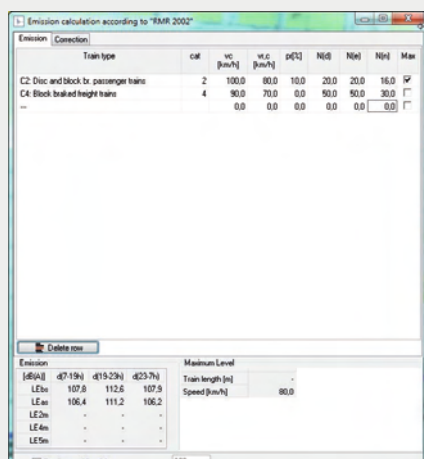 Emission calculation according to "RMR 2002"
Emission Correction
Train type cat vc [km/h] vr,c [km/h] pr[%] N(d) N(e) N(n) Max
C2: Disc and block br. passenger trains 2 100,0 80,0 10,0 20,0 20,0 16,0
C4: Block braked freight trains 4 90,0 70,0 0,0 50,0 50,0 30,0
... 0,0 0,0 0,0 0,0 0,0 0,0
Delete row
Emission
[dB(A)] d(7-19h) d(19-23h) d(23-7h)
LEbs 107,8 112,6 107,9
LEas 106,4 111,2 106,2
LE2m - - -
LE4m - - -
LE5m - - -
Maximum Level
Train length [m] -
Speed [km/h] 80,0